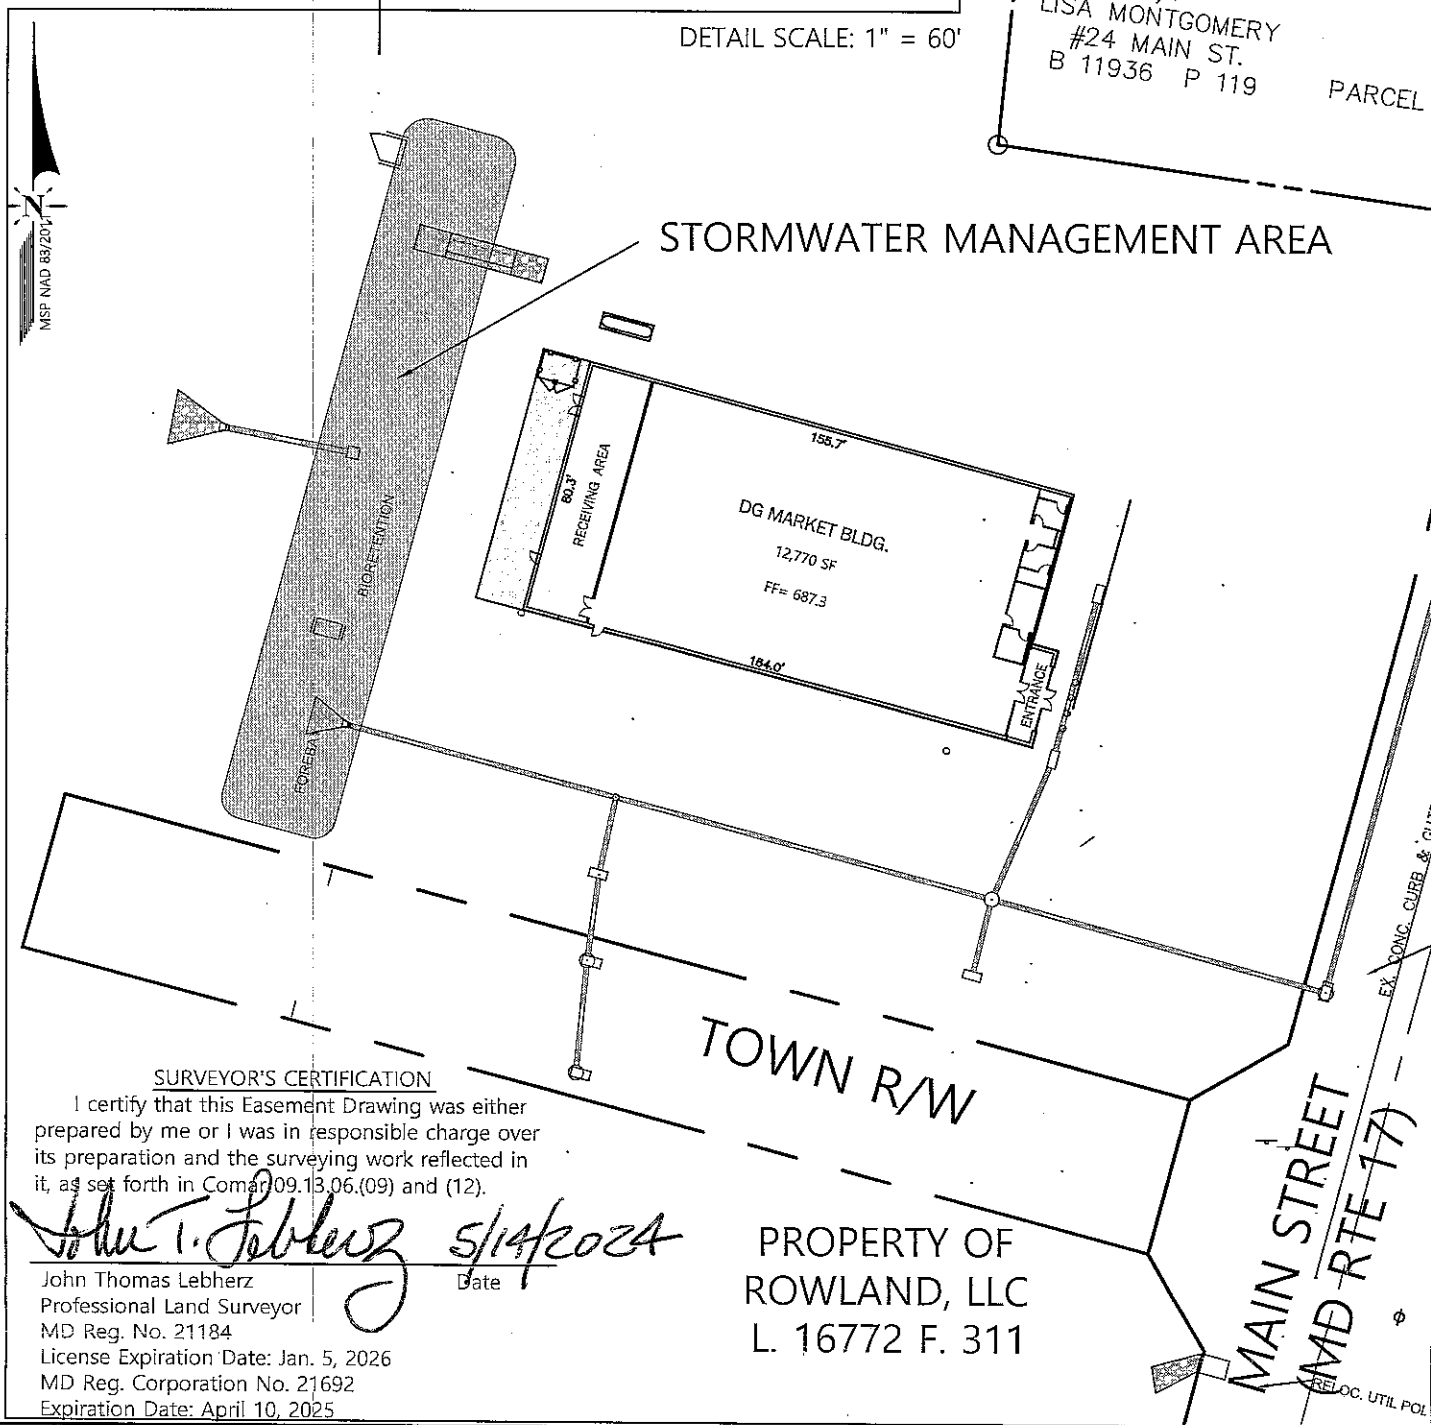 DETAIL SCALE: 1" = 60'
LISA MONTGOMERY
#24 MAIN ST.
B 11936 P 119
PARCEL
N
MSP NAD 83/2011
STORMWATER MANAGEMENT AREA
155.7'
80.3'
RECEIVING AREA
DG MARKET BLDG.
12,770 SF
FF= 687.3
164.0'
ENTRANCE
BIORETENTION
FOREBA
EX. CONC. CURB &
TOWN R/W
MAIN STREET
(MD RTE 17)
RELOC. UTIL POL
PROPERTY OF
ROWLAND, LLC
L. 16772 F. 311
SURVEYOR'S CERTIFICATION
I certify that this Easement Drawing was either
prepared by me or I was in responsible charge over
its preparation and the surveying work reflected in
it, as set forth in Comar 09.13.06.(09) and (12).
John T. Lebherz 5/14/2024
Date
John Thomas Lebherz
Professional Land Surveyor
MD Reg. No. 21184
License Expiration Date: Jan. 5, 2026
MD Reg. Corporation No. 21692
Expiration Date: April 10, 2025